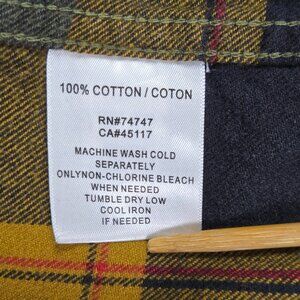 100% COTTON / COTON
RN#74747
CA#45117
MACHINE WASH COLD
SEPARATELY
ONLYNON-CHLORINE BLEACH
WHEN NEEDED
TUMBLE DRY LOW
COOL IRON
IF NEEDED